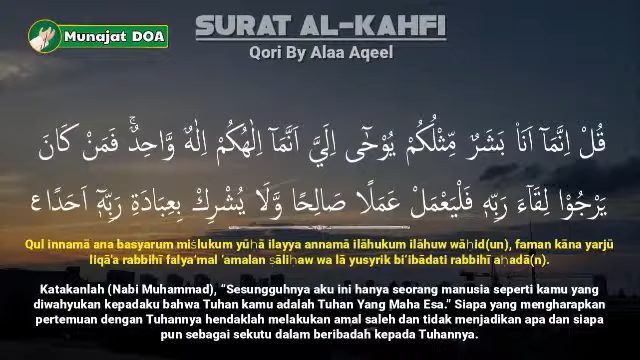 Munajat DOA
SURAT AL-KAHFI
Qori By Alaa Aqeel
قُلْ اِنَّمَآ اَنَا۠ بَشَرٌ مِّثْلُكُمْ يُوْحٰٓى اِلَيَّ اَنَّمَآ اِلٰهُكُمْ اِلٰهٌ وَّاحِدٌۚ فَمَنْ كَانَ
يَرْجُوْا لِقَاۤءَ رَبِّهٖ فَلْيَعْمَلْ عَمَلًا صَالِحًا وَّلَا يُشْرِكْ بِعِبَادَةِ رَبِّهٖٓ اَحَدًا ࣖ
Qul innamā ana basyarum miṡlukum yūḥā ilayya annamā ilāhukum ilāhuw wāḥid(un), faman kāna yarjū
liqā'a rabbihī falya‘mal ‘amalan ṣāliḥaw wa lā yusyrik bi‘ibādati rabbihī aḥadā(n).
Katakanlah (Nabi Muhammad), “Sesungguhnya aku ini hanya seorang manusia seperti kamu yang
diwahyukan kepadaku bahwa Tuhan kamu adalah Tuhan Yang Maha Esa.” Siapa yang mengharapkan
pertemuan dengan Tuhannya hendaklah melakukan amal saleh dan tidak menjadikan apa dan siapa
pun sebagai sekutu dalam beribadah kepada Tuhannya.